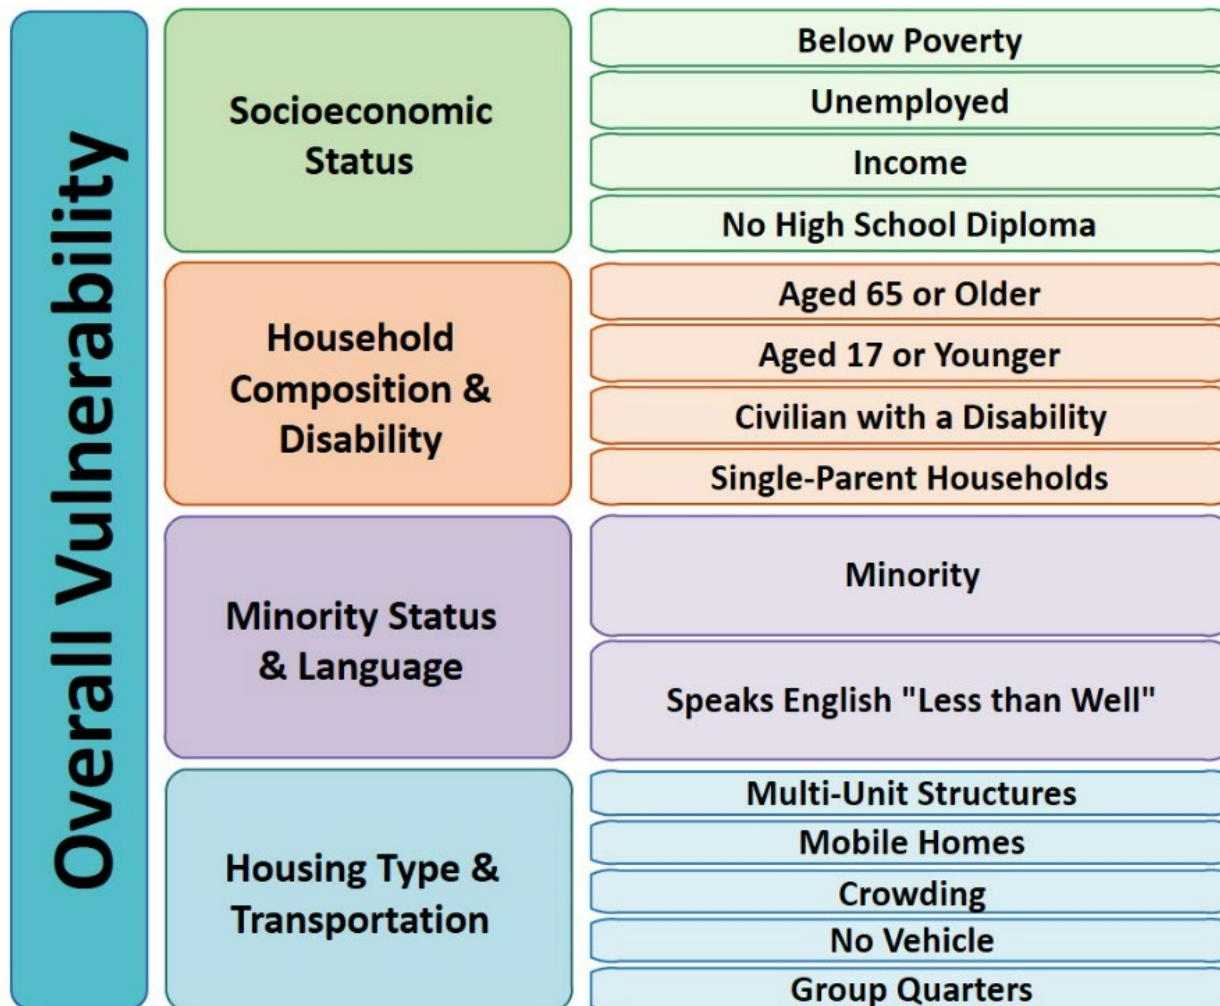 Overall Vulnerability
Socioeconomic
Status
Below Poverty
Unemployed
Income
No High School Diploma
Household
Composition &
Disability
Aged 65 or Older
Aged 17 or Younger
Civilian with a Disability
Single-Parent Households
Minority Status
& Language
Minority
Speaks English "Less than Well"
Housing Type &
Transportation
Multi-Unit Structures
Mobile Homes
Crowding
No Vehicle
Group Quarters